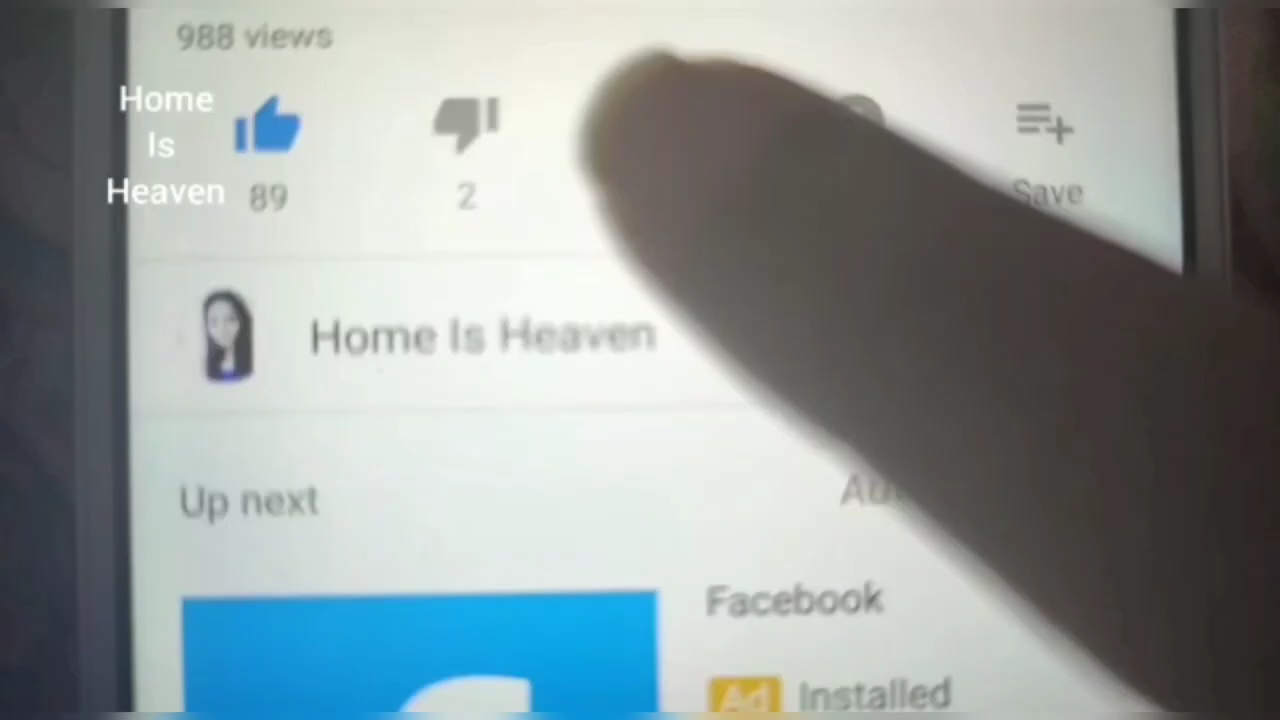 988 views
Home
Is
Heaven
89
2
Save
Home Is Heaven
Up next
Facebook
Ad Installed